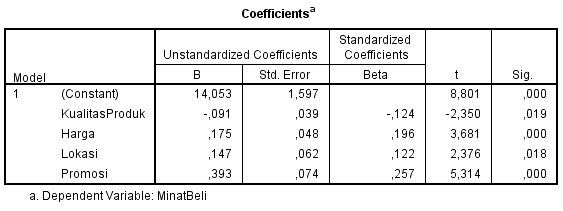 Coefficientsa
Unstandardized Coefficients Standardized Coefficients
Model B Std. Error Beta t Sig.
1 (Constant) 14,053 1,597 8,801 ,000
KualitasProduk -,091 ,039 -,124 -2,350 ,019
Harga ,175 ,048 ,196 3,681 ,000
Lokasi ,147 ,062 ,122 2,376 ,018
Promosi ,393 ,074 ,257 5,314 ,000
a. Dependent Variable: MinatBeli